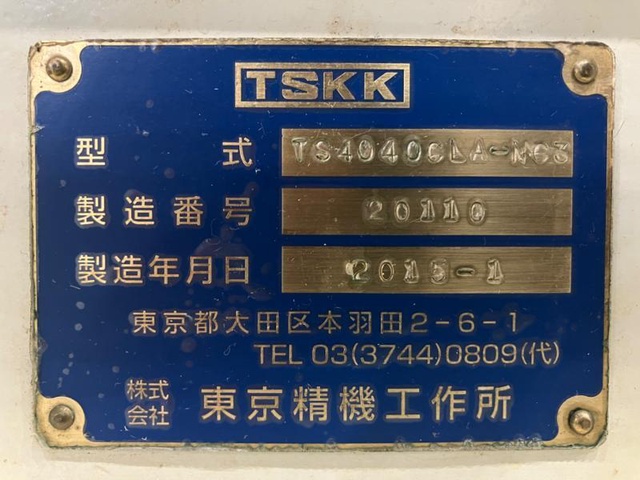 TSKK
型式 TS4040GLA-NC3
製造番号 20110
製造年月日 2015-1
東京都大田区本羽田2-6-1
TEL 03(3744)0809(代)
株式会社 東京精機工作所